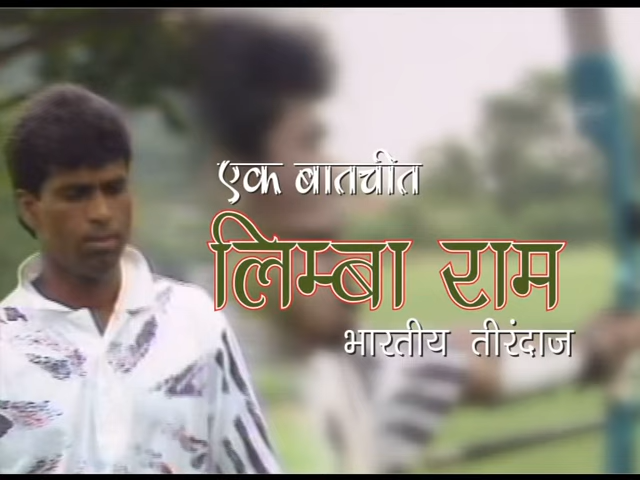 एक बातचीत
लिम्बा राम
भारतीय तीरंदाज